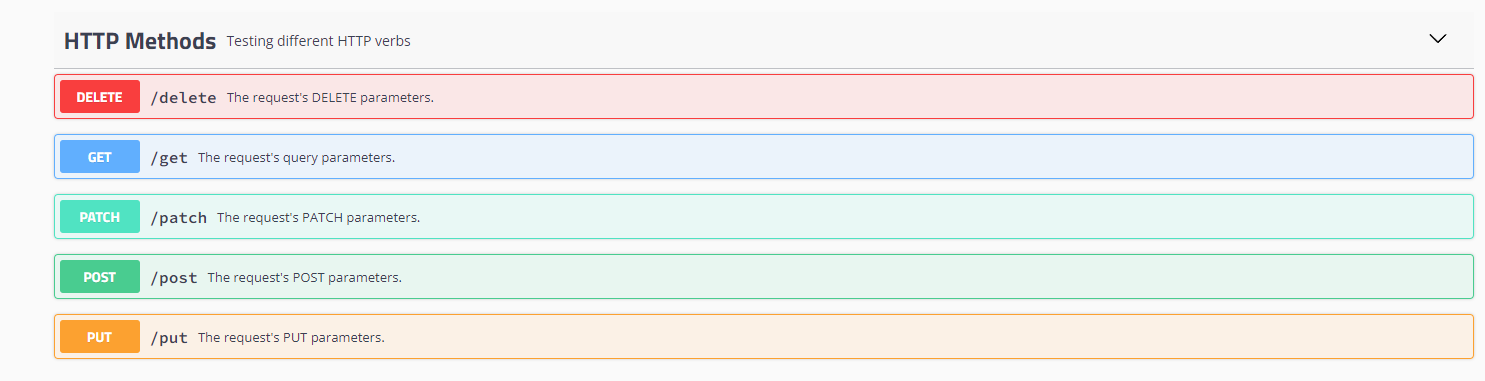 HTTP Methods Testing different HTTP verbs
DELETE /delete The request's DELETE parameters.
GET /get The request's query parameters.
PATCH /patch The request's PATCH parameters.
POST /post The request's POST parameters.
PUT /put The request's PUT parameters.